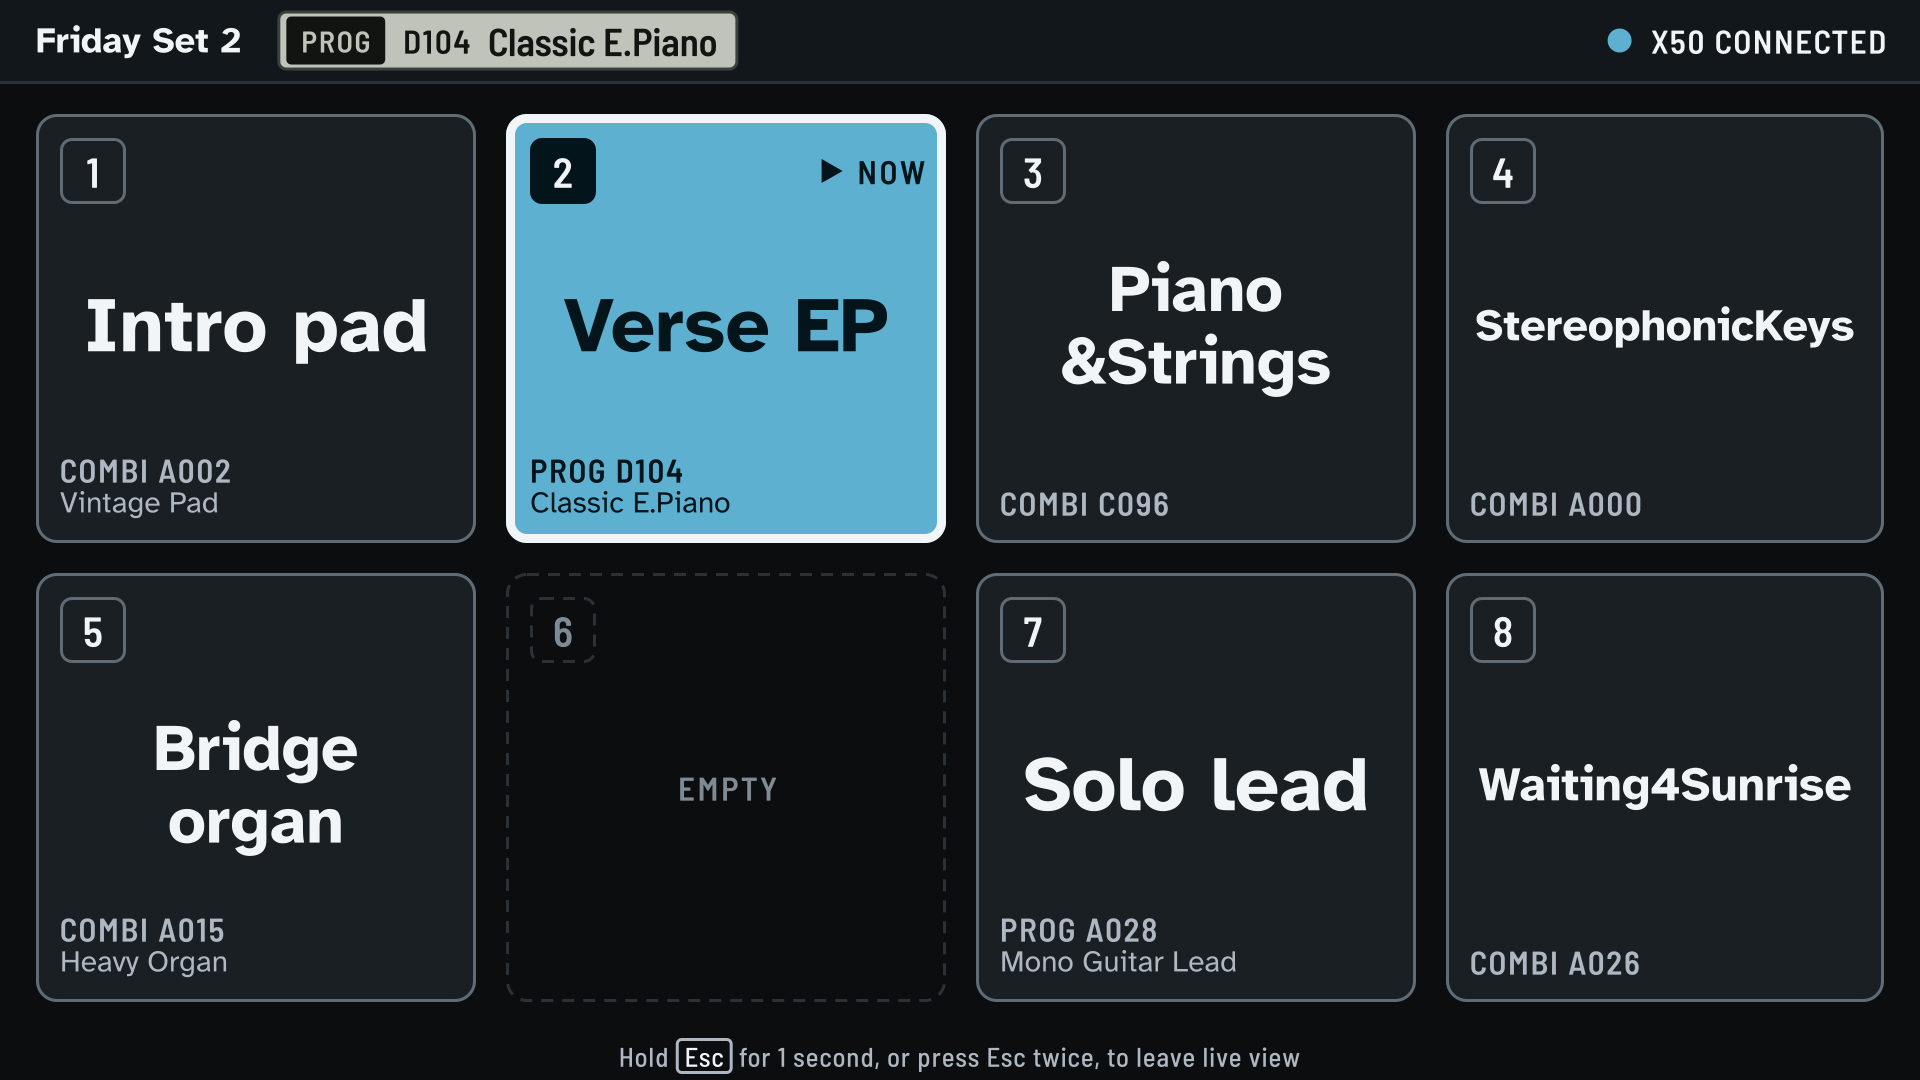 Friday Set 2
PROG D104 Classic E.Piano
X50 CONNECTED
1
Intro pad
COMBI A002
Vintage Pad
2
▶ NOW
Verse EP
PROG D104
Classic E.Piano
3
Piano
&Strings
COMBI C096
4
StereophonicKeys
COMBI A000
5
Bridge
organ
COMBI A015
Heavy Organ
6
EMPTY
7
Solo lead
PROG A028
Mono Guitar Lead
8
Waiting4Sunrise
COMBI A026
Hold Esc for 1 second, or press Esc twice, to leave live view